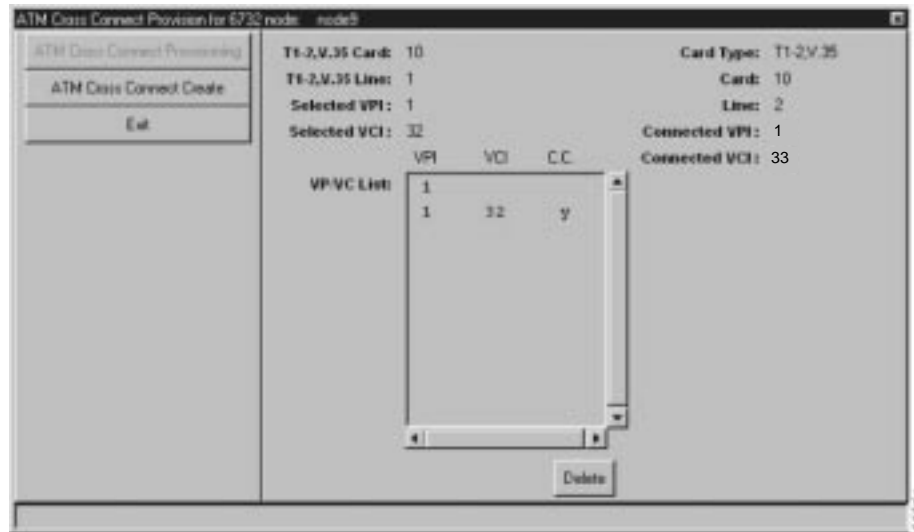 ATM Cross Connect Provision for 6732 node: node9
ATM Cross Connect Provisioning
ATM Cross Connect Create
Exit
T1-2,V.35 Card: 10
T1-2,V.35 Line: 1
Selected VPI: 1
Selected VCI: 32
Card Type: T1-2,V.35
Card: 10
Line: 2
Connected VPI: 1
Connected VCI: 33
VPI VCI C.C.
VP/VC List:
1
1 32 y
Delete